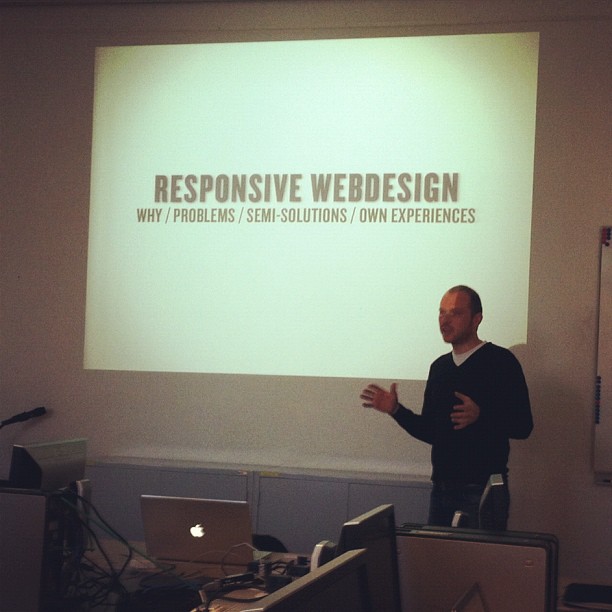 RESPONSIVE WEBDESIGN
WHY / PROBLEMS / SEMI-SOLUTIONS / OWN EXPERIENCES